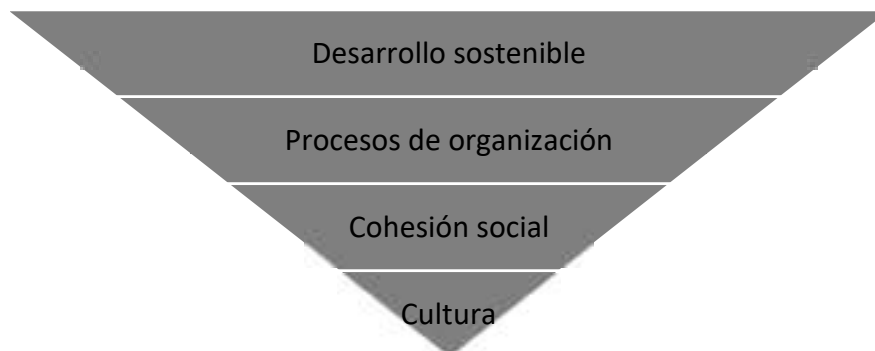 Desarrollo sostenible
Procesos de organización
Cohesión social
Cultura